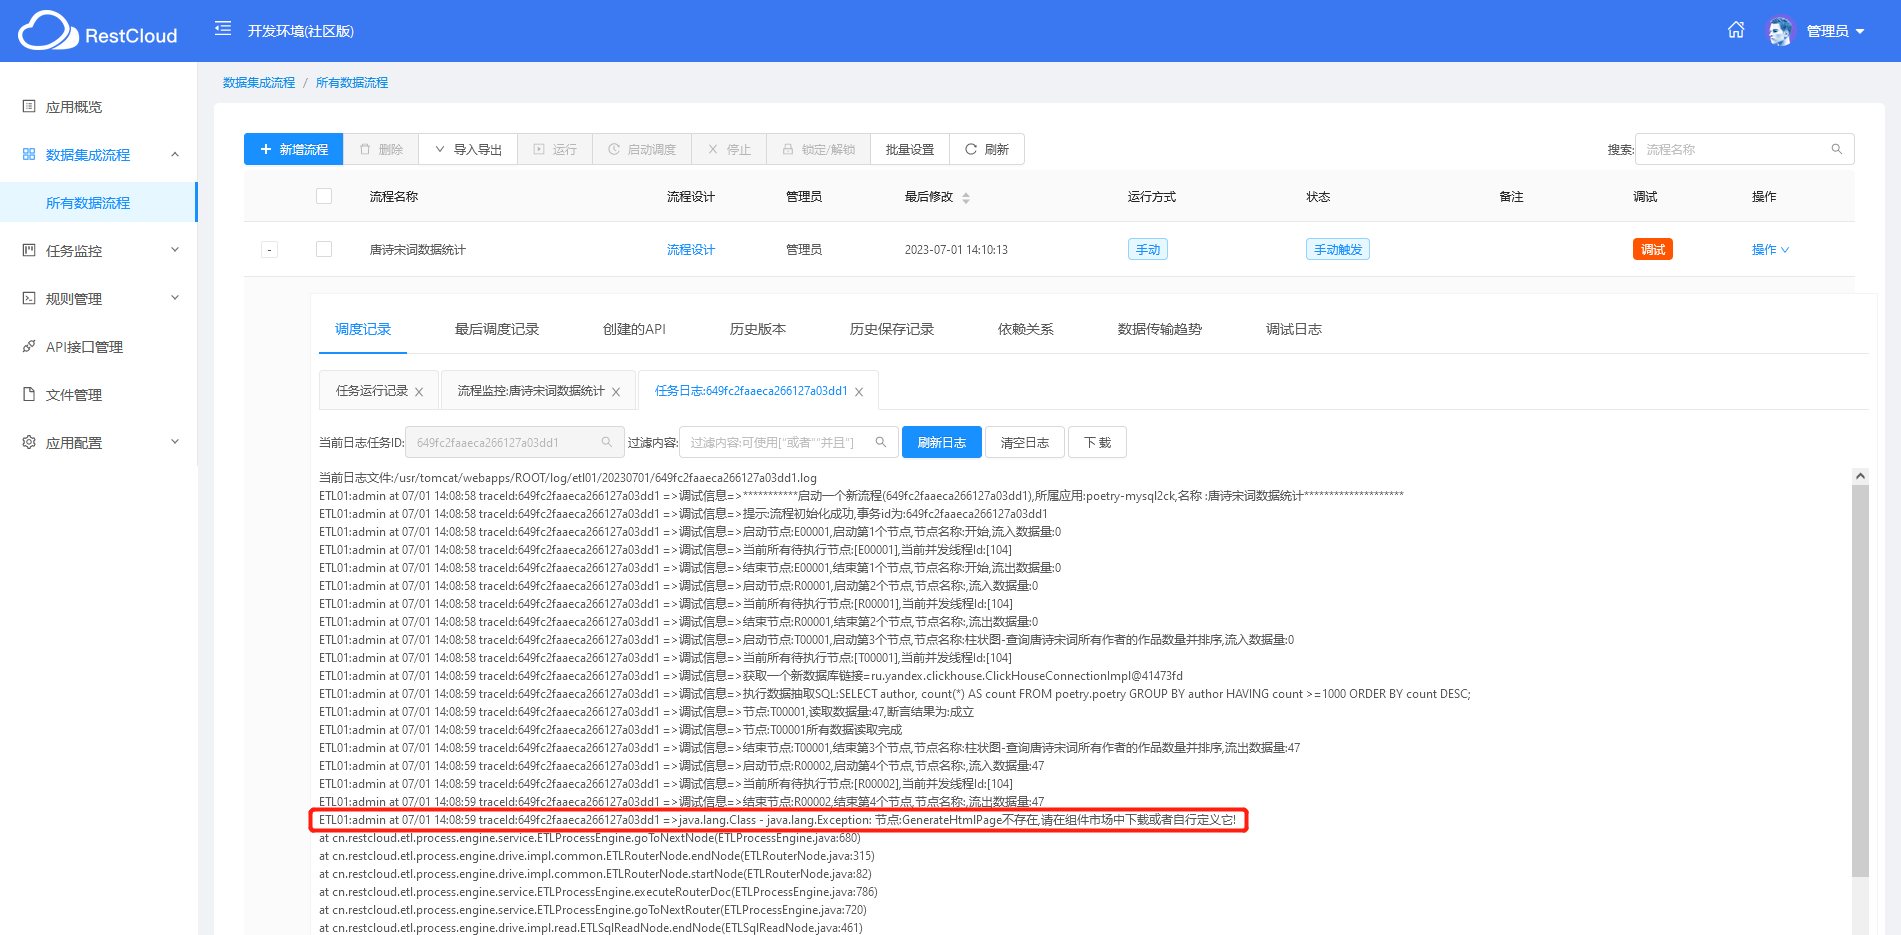 RestCloud
开发环境(社区版)
管理员
应用概览
数据集成流程
所有数据流程
任务监控
规则管理
API接口管理
文件管理
应用配置
数据集成流程 / 所有数据流程
新增流程 删除 导入导出 运行 启动调度 停止 锁定/解锁 批量设置 刷新
搜索: 流程名称
流程名称 流程设计 管理员 最后修改 运行方式 状态 备注 调试 操作
- 唐诗宋词数据统计 流程设计 管理员 2023-07-01 14:10:13 手动 手动触发 调试 操作
调度记录 最后调度记录 创建的API 历史版本 历史保存记录 依赖关系 数据传输趋势 调试日志
任务运行记录 流程监控:唐诗宋词数据统计 任务日志:649fc2faaeca266127a03dd1
当前日志任务ID: 649fc2faaeca266127a03dd1 过滤内容: 过滤内容:可使用["或者""并且"] 刷新日志 清空日志 下 载
当前日志文件:/usr/tomcat/webapps/ROOT/log/etl01/20230701/649fc2faaeca266127a03dd1.log
ETL01:admin at 07/01 14:08:58 traceId:649fc2faaeca266127a03dd1 =>调试信息=>***********启动一个新流程(649fc2faaeca266127a03dd1),所属应用:poetry-mysql2ck,名称 :唐诗宋词数据统计********************
ETL01:admin at 07/01 14:08:58 traceId:649fc2faaeca266127a03dd1 =>调试信息=>提示:流程初始化成功,事务id为:649fc2faaeca266127a03dd1
ETL01:admin at 07/01 14:08:58 traceId:649fc2faaeca266127a03dd1 =>调试信息=>启动节点:E00001,启动第1个节点,节点名称:开始,流入数据量:0
ETL01:admin at 07/01 14:08:58 traceId:649fc2faaeca266127a03dd1 =>调试信息=>当前所有待执行节点:[E00001],当前并发线程Id:[104]
ETL01:admin at 07/01 14:08:58 traceId:649fc2faaeca266127a03dd1 =>调试信息=>结束节点:E00001,结束第1个节点,节点名称:开始,流出数据量:0
ETL01:admin at 07/01 14:08:58 traceId:649fc2faaeca266127a03dd1 =>调试信息=>启动节点:R00001,启动第2个节点,节点名称:,流入数据量:0
ETL01:admin at 07/01 14:08:58 traceId:649fc2faaeca266127a03dd1 =>调试信息=>当前所有待执行节点:[R00001],当前并发线程Id:[104]
ETL01:admin at 07/01 14:08:58 traceId:649fc2faaeca266127a03dd1 =>调试信息=>结束节点:R00001,结束第2个节点,节点名称:,流出数据量:0
ETL01:admin at 07/01 14:08:58 traceId:649fc2faaeca266127a03dd1 =>调试信息=>启动节点:T00001,启动第3个节点,节点名称:柱状图-查询唐诗宋词所有作者的作品数量并排序,流入数据量:0
ETL01:admin at 07/01 14:08:58 traceId:649fc2faaeca266127a03dd1 =>调试信息=>当前所有待执行节点:[T00001],当前并发线程Id:[104]
ETL01:admin at 07/01 14:08:59 traceId:649fc2faaeca266127a03dd1 =>调试信息=>获取一个新数据库链接=ru.yandex.clickhouse.ClickHouseConnectionImpl@41473fd
ETL01:admin at 07/01 14:08:59 traceId:649fc2faaeca266127a03dd1 =>调试信息=>执行数据抽取SQL:SELECT author, count(*) AS count FROM poetry.poetry GROUP BY author HAVING count >=1000 ORDER BY count DESC;
ETL01:admin at 07/01 14:08:59 traceId:649fc2faaeca266127a03dd1 =>调试信息=>节点:T00001,读取数据量:47,断言结果为:成立
ETL01:admin at 07/01 14:08:59 traceId:649fc2faaeca266127a03dd1 =>调试信息=>节点:T00001所有数据读取完成
ETL01:admin at 07/01 14:08:59 traceId:649fc2faaeca266127a03dd1 =>调试信息=>结束节点:T00001,结束第3个节点,节点名称:柱状图-查询唐诗宋词所有作者的作品数量并排序,流出数据量:47
ETL01:admin at 07/01 14:08:59 traceId:649fc2faaeca266127a03dd1 =>调试信息=>启动节点:R00002,启动第4个节点,节点名称:,流入数据量:47
ETL01:admin at 07/01 14:08:59 traceId:649fc2faaeca266127a03dd1 =>调试信息=>当前所有待执行节点:[R00002],当前并发线程Id:[104]
ETL01:admin at 07/01 14:08:59 traceId:649fc2faaeca266127a03dd1 =>调试信息=>结束节点:R00002,结束第4个节点,节点名称:,流出数据量:47
ETL01:admin at 07/01 14:08:59 traceId:649fc2faaeca266127a03dd1 =>java.lang.Class - java.lang.Exception: 节点:GenerateHtmlPage不存在,请在组件市场中下载或者自行定义它!
at cn.restcloud.etl.process.engine.service.ETLProcessEngine.goToNextNode(ETLProcessEngine.java:680)
at cn.restcloud.etl.process.engine.drive.impl.common.ETLRouterNode.endNode(ETLRouterNode.java:315)
at cn.restcloud.etl.process.engine.drive.impl.common.ETLRouterNode.startNode(ETLRouterNode.java:82)
at cn.restcloud.etl.process.engine.service.ETLProcessEngine.executeRouterDoc(ETLProcessEngine.java:786)
at cn.restcloud.etl.process.engine.service.ETLProcessEngine.goToNextRouter(ETLProcessEngine.java:720)
at cn.restcloud.etl.process.engine.drive.impl.read.ETLSqlReadNode.endNode(ETLSqlReadNode.java:461)